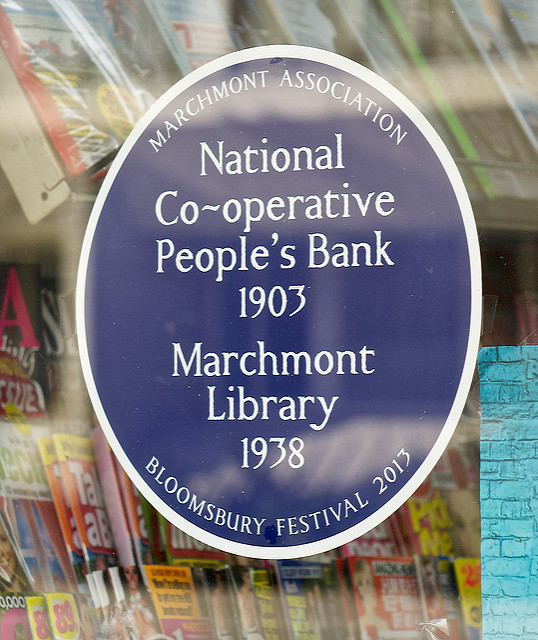 MARCHMONT ASSOCIATION
National
Co~operative
People's Bank
1903
Marchmont
Library
1938
BLOOMSBURY FESTIVAL 2013